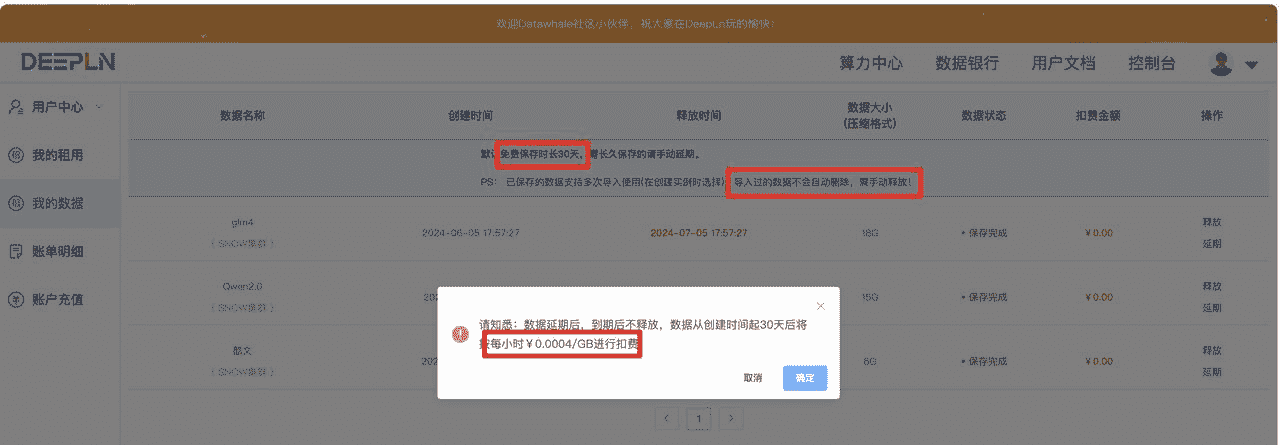 欢迎Datawhale社区小伙伴，祝大家在DeepLn玩的愉快！
DEEPLN
算力中心 数据银行 用户文档 控制台
用户中心
我的租用
我的数据
账单明细
账户充值
数据名称 创建时间 释放时间 数据大小 数据状态 扣费金额 操作
(压缩格式)
默认免费保存时长30天，需长久保存的请手动延期。
PS： 已保存的数据支持多次导入使用(在创建实例时选择)，导入过的数据不会自动删除，需手动释放！
glm4 2024-06-05 17:57:27 2024-07-05 17:57:27 18G 保存完成 ￥0.00 释放
延期
Qwen2.0 202 15G 保存完成 ￥0.00 释放
延期
散文 202 6G 保存完成 ￥0.00 释放
延期
请知悉：数据延期后，到期后不释放，数据从创建时间起30天后将
按每小时￥0.0004/GB进行扣费
取消 确定
1